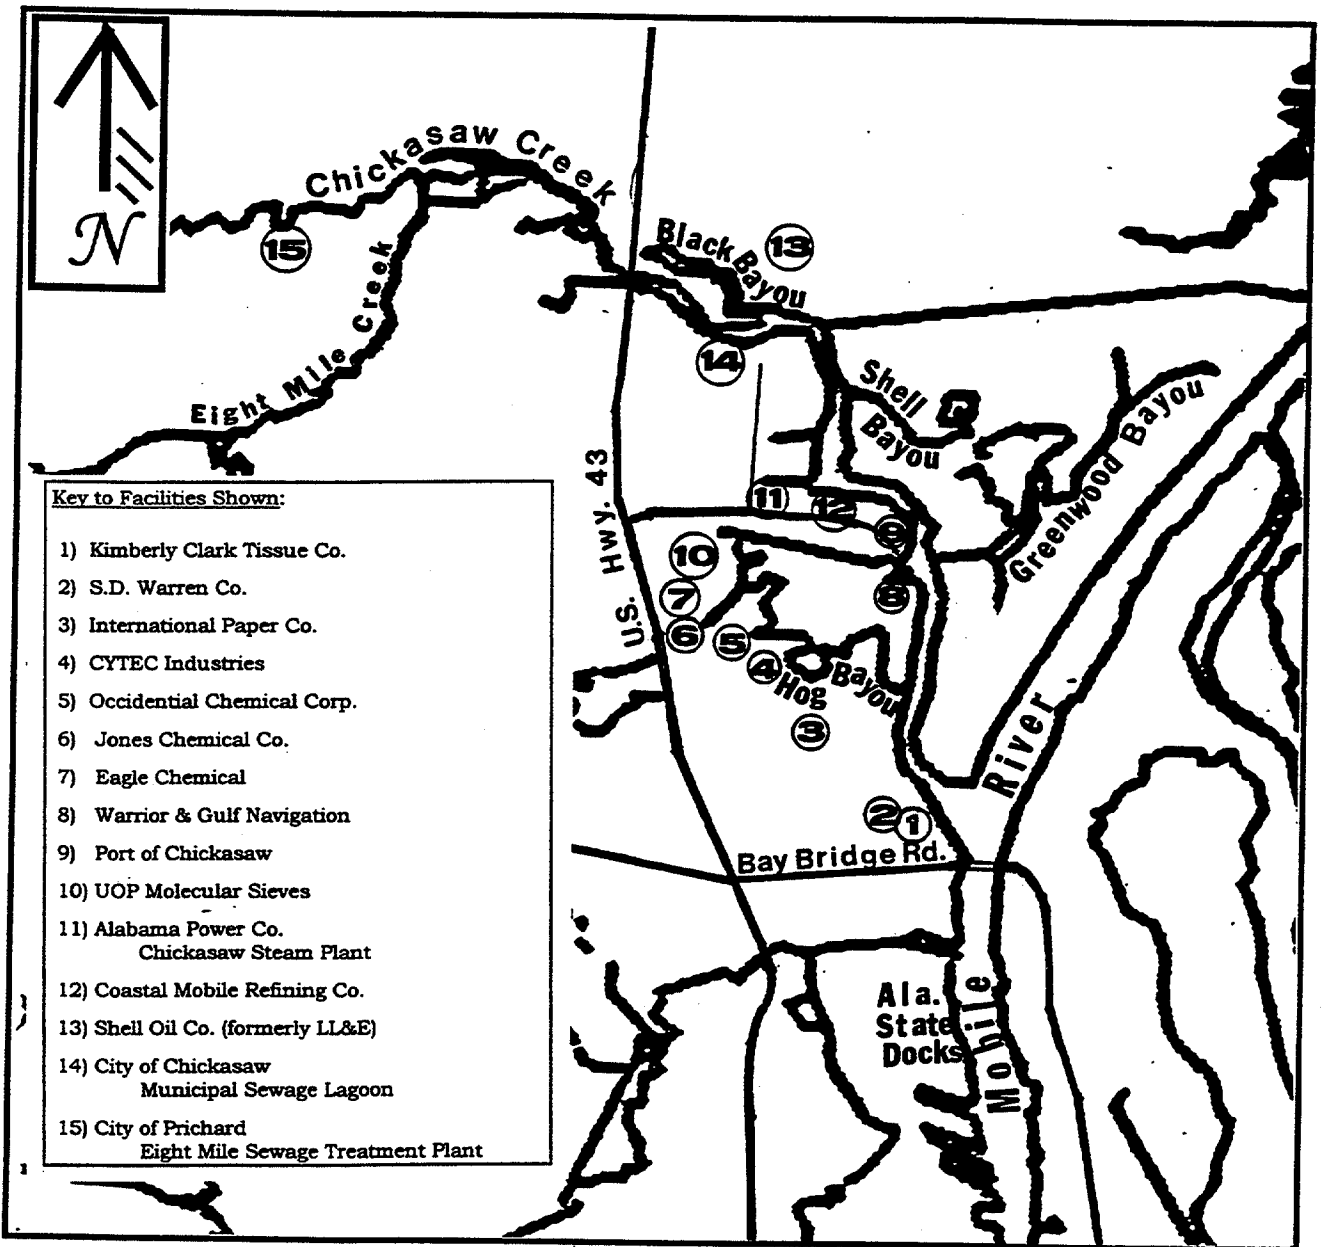 N
Chickasaw Creek
15
Eight Mile Creek
Black Bayou
13
14
Shell
Bayou
Greenwood Bayou
U.S. Hwy. 43
11
12
9
10
8
7
6
5
4
Hog Bayou
3
2
1
River
Bay Bridge Rd.
Ala.
State
Docks
Mobile
Key to Facilities Shown:
1) Kimberly Clark Tissue Co.
2) S.D. Warren Co.
3) International Paper Co.
4) CYTEC Industries
5) Occidential Chemical Corp.
6) Jones Chemical Co.
7) Eagle Chemical
8) Warrior & Gulf Navigation
9) Port of Chickasaw
10) UOP Molecular Sieves
11) Alabama Power Co.
Chickasaw Steam Plant
12) Coastal Mobile Refining Co.
13) Shell Oil Co. (formerly LL&E)
14) City of Chickasaw
Municipal Sewage Lagoon
15) City of Prichard
Eight Mile Sewage Treatment Plant